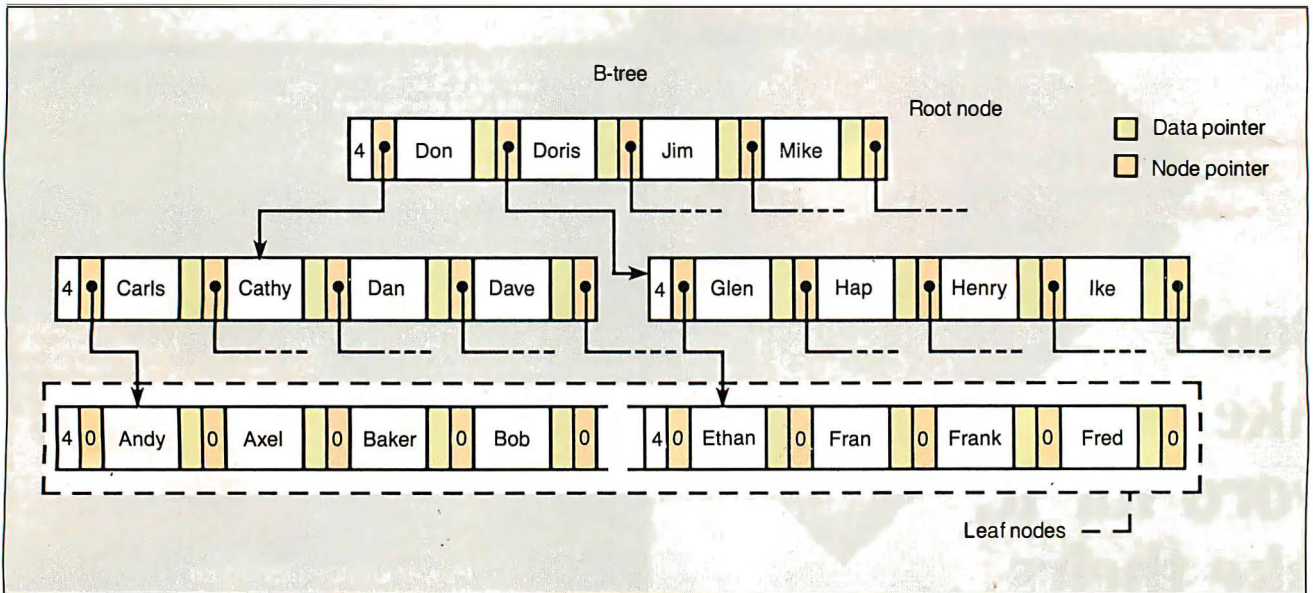 B-tree
Root node
Data pointer
Node pointer
4 Don Doris Jim Mike
4 Carls Cathy Dan Dave
4 Glen Hap Henry Ike
4 0 Andy 0 Axel 0 Baker 0 Bob 0
4 0 Ethan 0 Fran 0 Frank 0 Fred 0
Leaf nodes